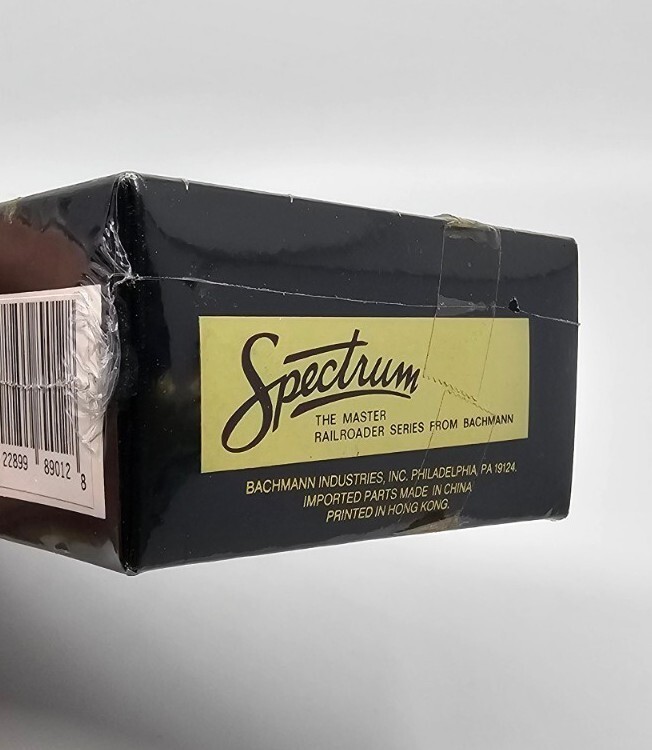 22899 89012 8
Spectrum
THE MASTER
RAILROADER SERIES FROM BACHMANN
BACHMANN INDUSTRIES, INC. PHILADELPHIA, PA 19124.
IMPORTED PARTS MADE IN CHINA
PRINTED IN HONG KONG.